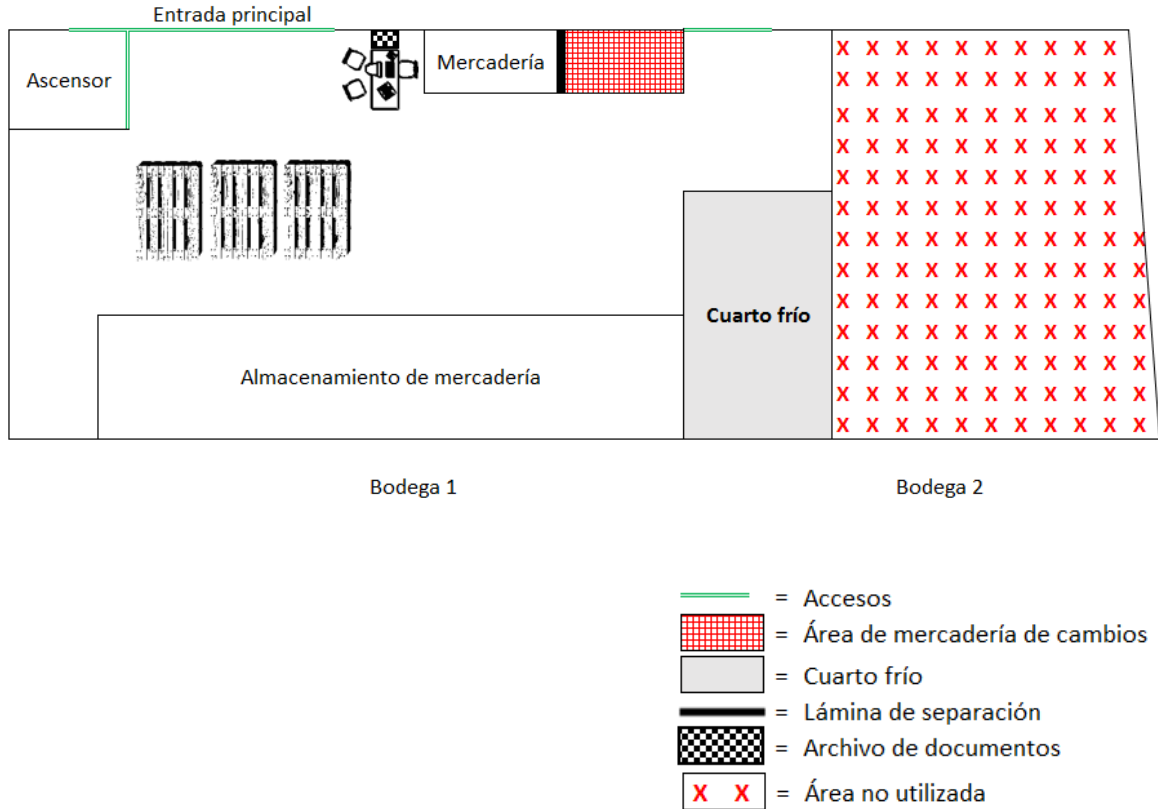 Entrada principal
Ascensor
Mercadería
X X X X X X X X X X
X X X X X X X X X X
X X X X X X X X X X
X X X X X X X X X X
X X X X X X X X X X
X X X X X X X X X X
X X X X X X X X X X X
X X X X X X X X X X X
X X X X X X X X X X X
X X X X X X X X X X X
X X X X X X X X X X X
X X X X X X X X X X X
X X X X X X X X X X X
Cuarto frío
Almacenamiento de mercadería
Bodega 1
Bodega 2
= Accesos
= Área de mercadería de cambios
= Cuarto frío
= Lámina de separación
= Archivo de documentos
X X = Área no utilizada